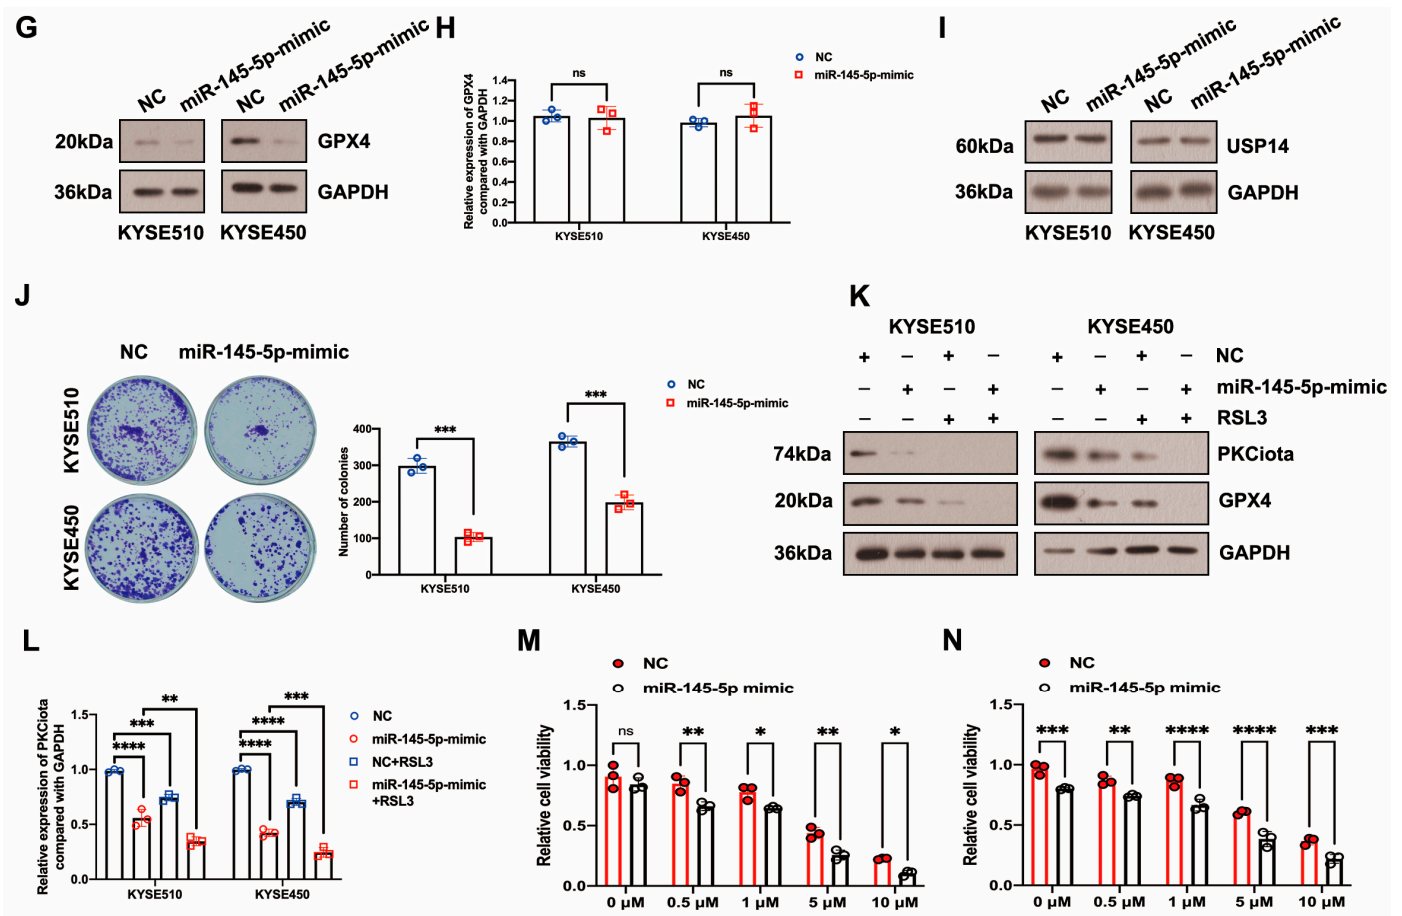 G
NC miR-145-5p-mimic NC miR-145-5p-mimic
20kDa GPX4
36kDa GAPDH
KYSE510 KYSE450
H
NC
miR-145-5p-mimic
Relative expression of GPX4
compared with GAPDH
1.4
1.2
1.0
0.8
0.6
0.4
0.2
0.0
ns ns
KYSE510 KYSE450
I
NC miR-145-5p-mimic NC miR-145-5p-mimic
60kDa USP14
36kDa GAPDH
KYSE510 KYSE450
J
NC miR-145-5p-mimic
KYSE510
KYSE450
NC
miR-145-5p-mimic
Number of colonies
400
300
200
100
0
*** ***
KYSE510 KYSE450
K
KYSE510 KYSE450
+ − + − + − + − NC
− + − + − + − + miR-145-5p-mimic
− − + + − − + + RSL3
74kDa PKCiota
20kDa GPX4
36kDa GAPDH
L
Relative expression of PKCiota
compared with GAPDH
1.5
1.0
0.5
0.0
** ***
*** ****
**** ****
KYSE510 KYSE450
NC
miR-145-5p-mimic
NC+RSL3
miR-145-5p-mimic
+RSL3
M
NC
miR-145-5p mimic
Relative cell viability
1.5
1.0
0.5
0.0
ns ** * ** *
0 μM 0.5 μM 1 μM 5 μM 10 μM
N
NC
miR-145-5p mimic
Relative cell viability
1.5
1.0
0.5
0.0
*** ** **** **** ***
0 μM 0.5 μM 1 μM 5 μM 10 μM